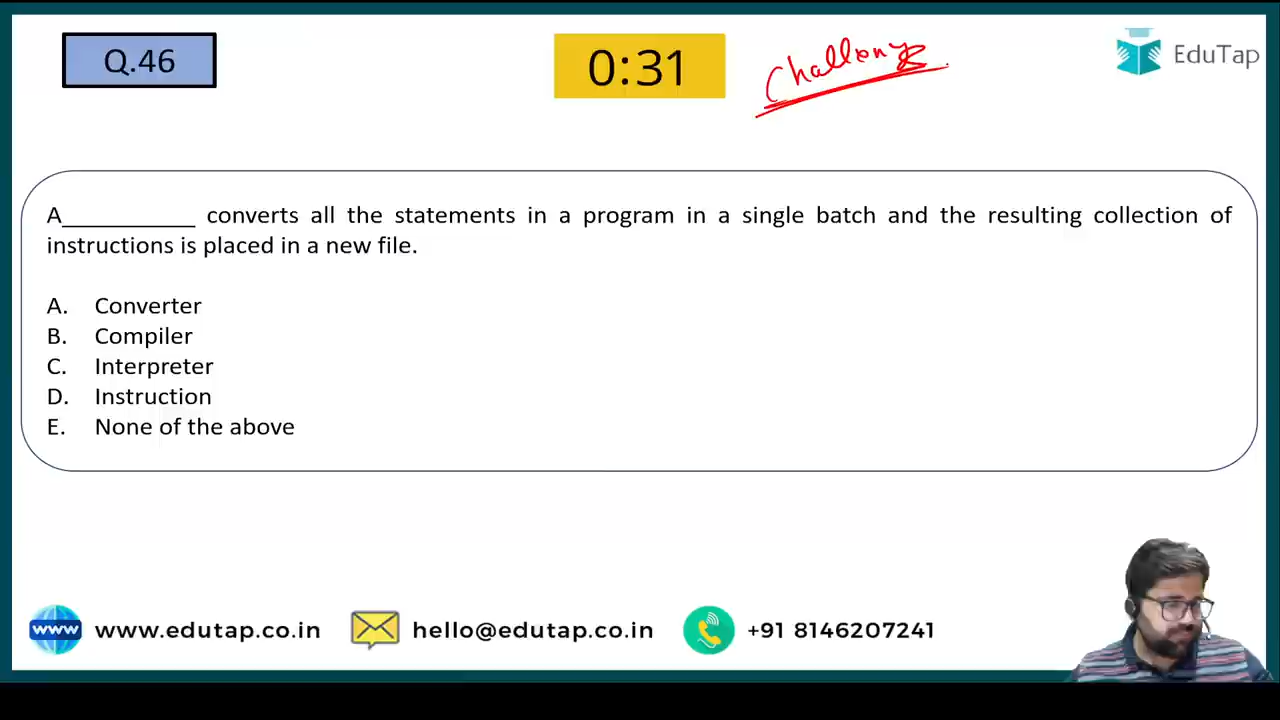 Q.46
0:31
EduTap
A__________ converts all the statements in a program in a single batch and the resulting collection of
instructions is placed in a new file.
A. Converter
B. Compiler
C. Interpreter
D. Instruction
E. None of the above
www
www.edutap.co.in
hello@edutap.co.in
+91 8146207241